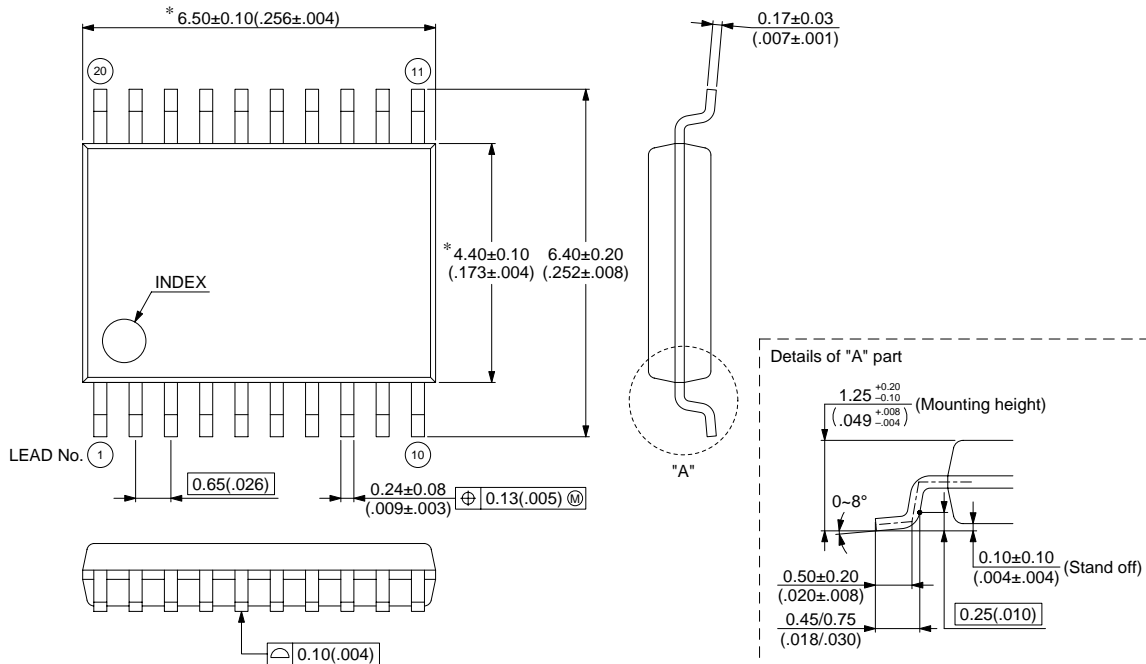 * 6.50±0.10(.256±.004)
0.17±0.03
(.007±.001)
20
11
* 4.40±0.10
(.173±.004)
6.40±0.20
(.252±.008)
INDEX
LEAD No. 1
10
"A"
0.65(.026)
0.24±0.08
(.009±.003)
⌖ 0.13(.005) Ⓜ
⌓ 0.10(.004)
Details of "A" part
1.25 +0.20 −0.10 (Mounting height)
(.049 +.008 −.004)
0~8°
0.50±0.20
(.020±.008)
0.45/0.75
(.018/.030)
0.10±0.10
(.004±.004) (Stand off)
0.25(.010)